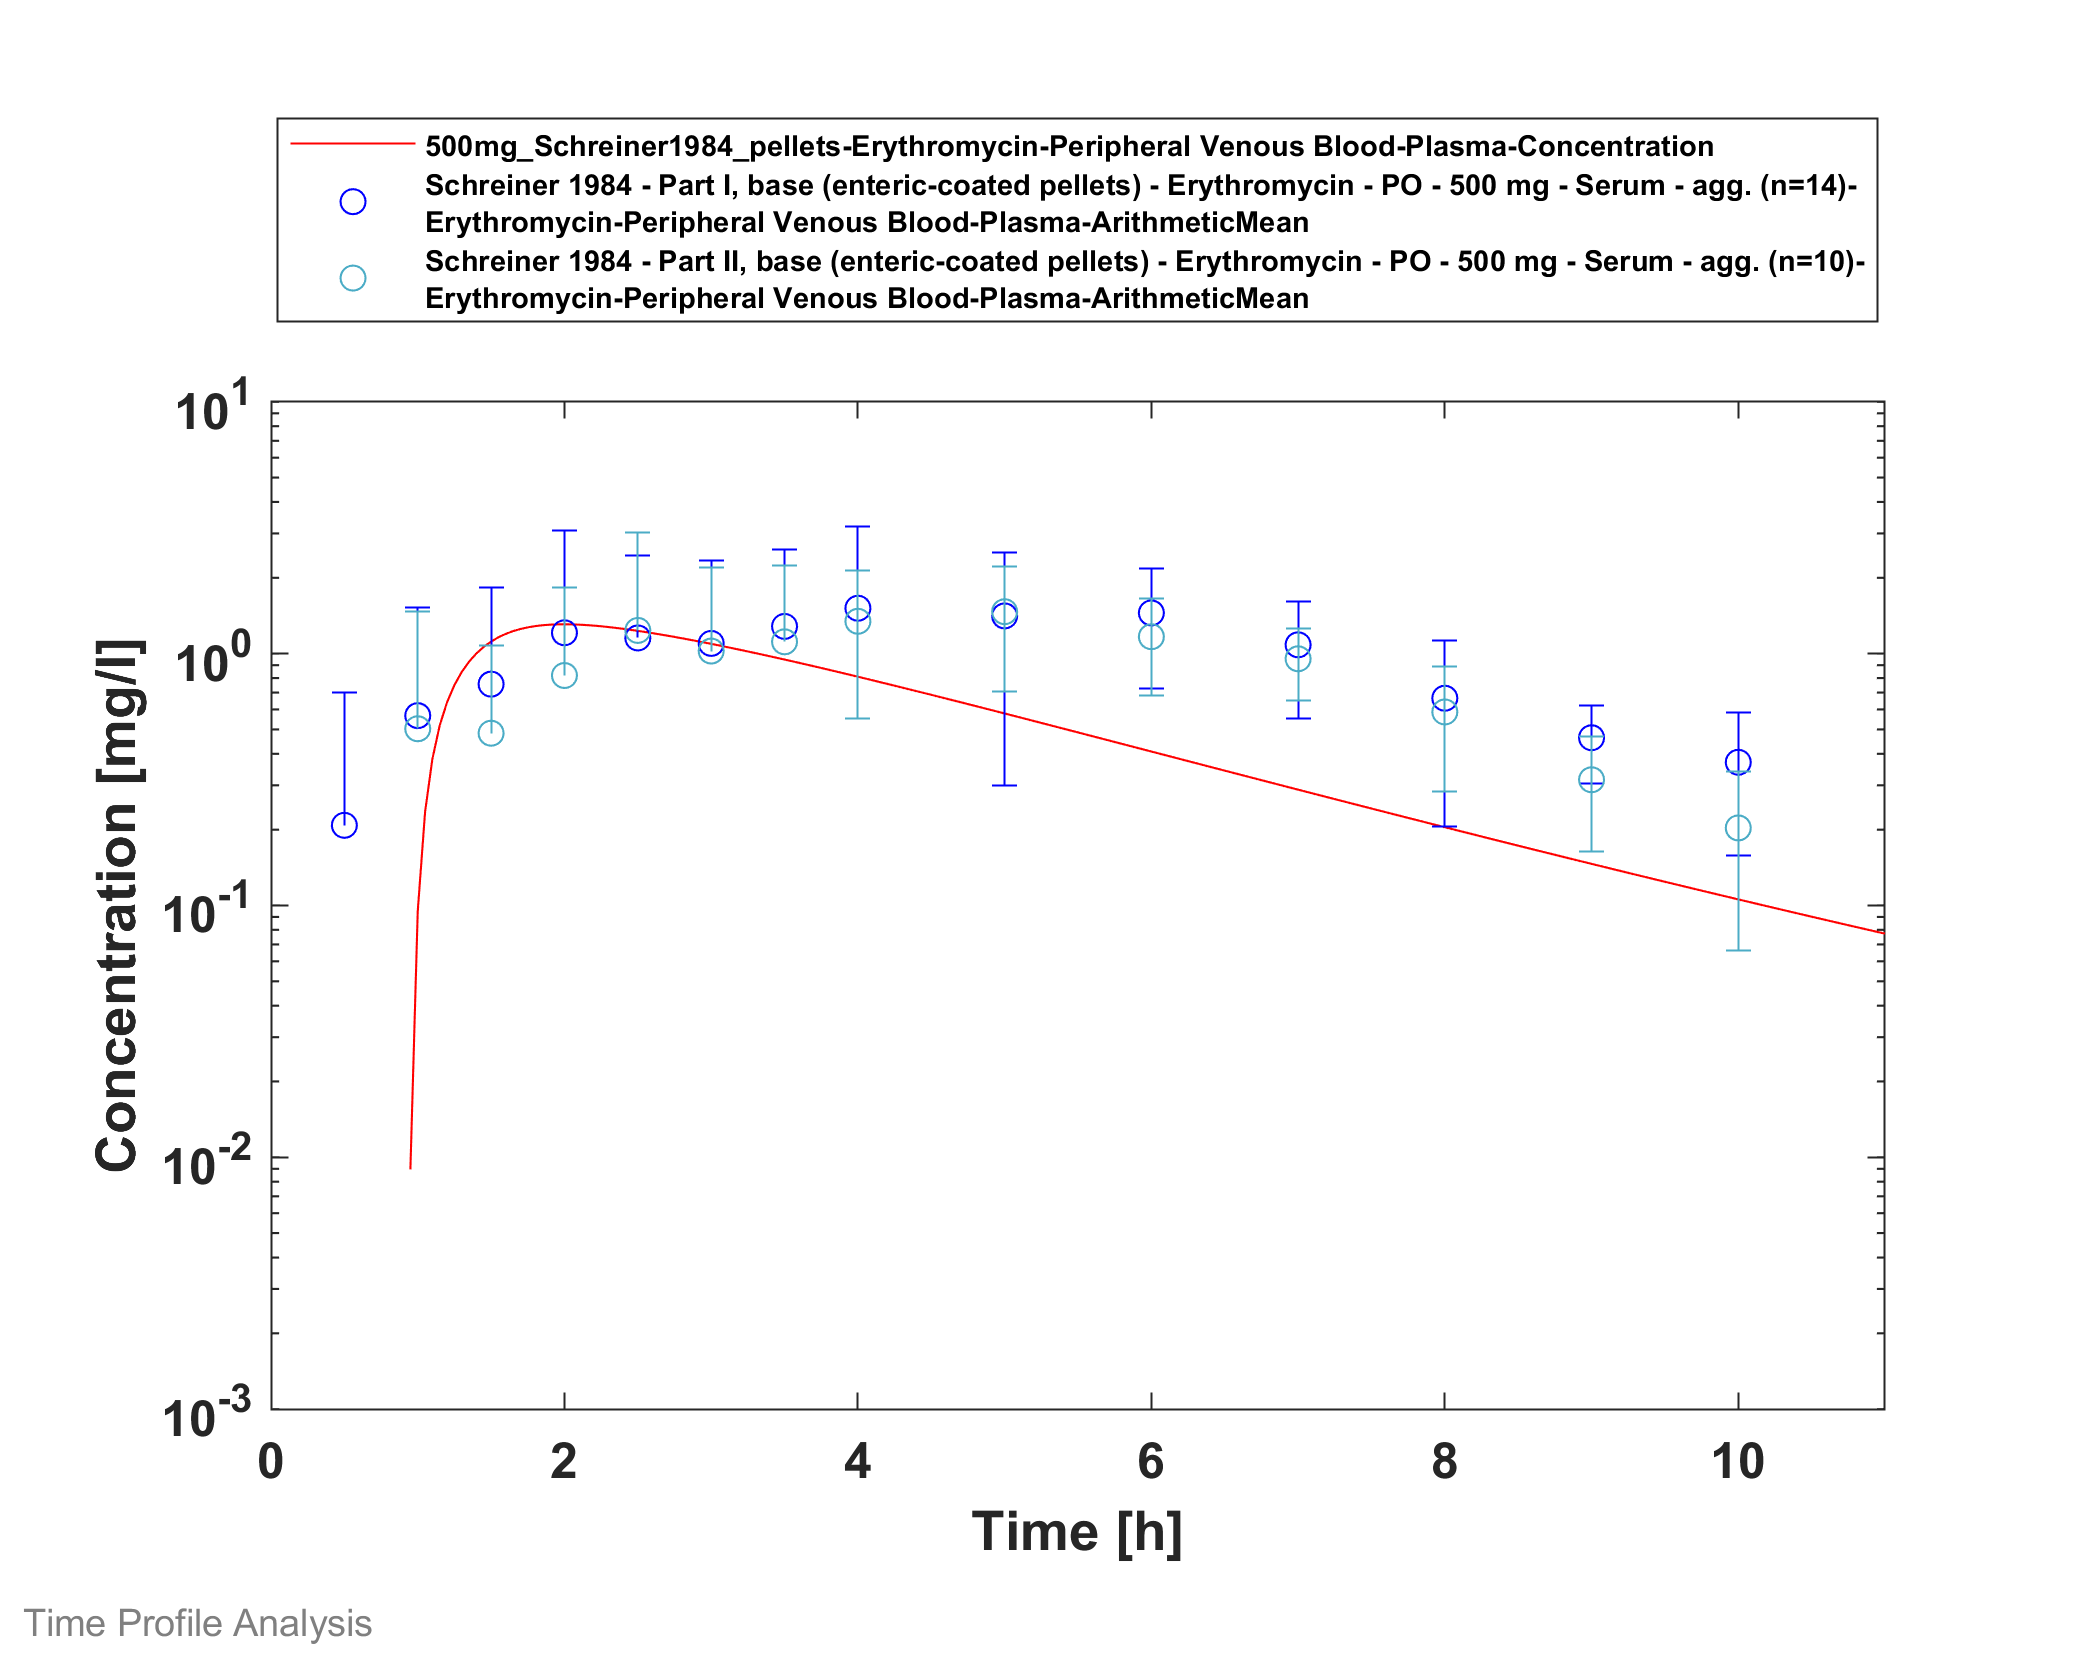 500mg_Schreiner1984_pellets-Erythromycin-Peripheral Venous Blood-Plasma-Concentration
Schreiner 1984 - Part I, base (enteric-coated pellets) - Erythromycin - PO - 500 mg - Serum - agg. (n=14)-
Erythromycin-Peripheral Venous Blood-Plasma-ArithmeticMean
Schreiner 1984 - Part II, base (enteric-coated pellets) - Erythromycin - PO - 500 mg - Serum - agg. (n=10)-
Erythromycin-Peripheral Venous Blood-Plasma-ArithmeticMean
Concentration [mg/l]
10^1
10^0
10^-1
10^-2
10^-3
0 2 4 6 8 10
Time [h]
Time Profile Analysis